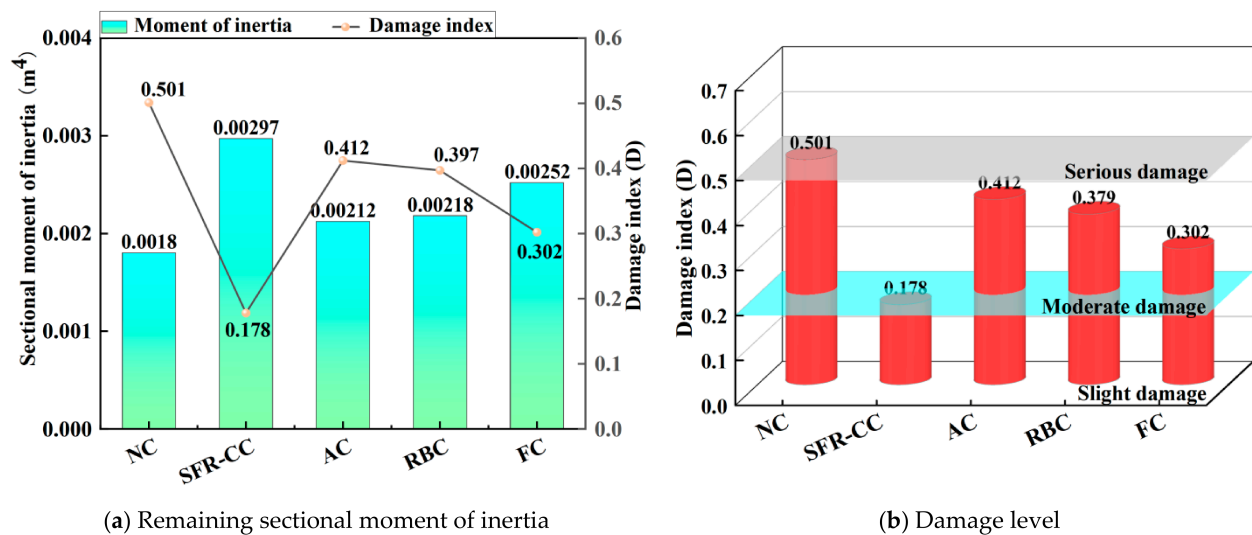 Moment of inertia Damage index
Sectional moment of inertia (m⁴)
0.004
0.003
0.002
0.001
0.000
0.6
0.5
0.4
0.3
0.2
0.1
0.0
Damage index (D)
0.501
0.00297
0.412
0.397
0.00252
0.0018
0.00212
0.00218
0.302
0.178
NC
SFR-CC
AC
RBC
FC
(a) Remaining sectional moment of inertia
Damage index (D)
0.7
0.6
0.5
0.4
0.3
0.2
0.1
0.0
0.501
0.178
0.412
0.379
0.302
Serious damage
Moderate damage
Slight damage
NC
SFR-CC
AC
RBC
FC
(b) Damage level